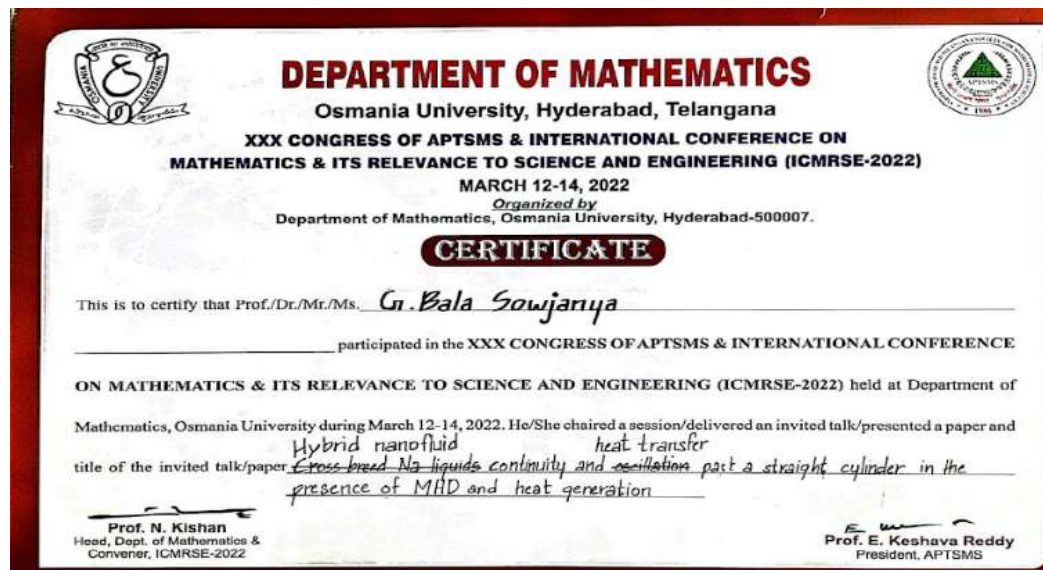 DEPARTMENT OF MATHEMATICS
Osmania University, Hyderabad, Telangana
XXX CONGRESS OF APTSMS & INTERNATIONAL CONFERENCE ON
MATHEMATICS & ITS RELEVANCE TO SCIENCE AND ENGINEERING (ICMRSE-2022)
MARCH 12-14, 2022
Organized by
Department of Mathematics, Osmania University, Hyderabad-500007.
CERTIFICATE
This is to certify that Prof./Dr./Mr./Ms. G. Bala Sowjanya
participated in the XXX CONGRESS OF APTSMS & INTERNATIONAL CONFERENCE
ON MATHEMATICS & ITS RELEVANCE TO SCIENCE AND ENGINEERING (ICMRSE-2022) held at Department of
Mathematics, Osmania University during March 12-14, 2022. He/She chaired a session/delivered an invited talk/presented a paper and
Hybrid nanofluid heat transfer
title of the invited talk/paper Cross breed Na liquids continuity and oscillation past a straight cylinder in the
presence of MHD and heat generation
Prof. N. Kishan
Head, Dept. of Mathematics &
Convener, ICMRSE-2022
Prof. E. Keshava Reddy
President, APTSMS
OSMANIA UNIVERSITY
APTSMS
1986